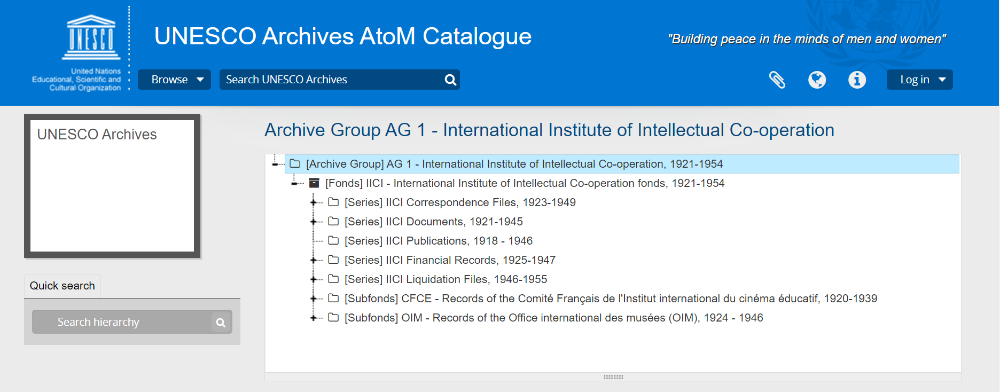 UNESCO
United Nations
Educational, Scientific and
Cultural Organization
UNESCO Archives AtoM Catalogue
"Building peace in the minds of men and women"
Browse
Search UNESCO Archives
Log in
UNESCO Archives
Quick search
Search hierarchy
Archive Group AG 1 - International Institute of Intellectual Co-operation
[Archive Group] AG 1 - International Institute of Intellectual Co-operation, 1921-1954
[Fonds] IICI - International Institute of Intellectual Co-operation fonds, 1921-1954
[Series] IICI Correspondence Files, 1923-1949
[Series] IICI Documents, 1921-1945
[Series] IICI Publications, 1918 - 1946
[Series] IICI Financial Records, 1925-1947
[Series] IICI Liquidation Files, 1946-1955
[Subfonds] CFCE - Records of the Comité Français de l'Institut international du cinéma éducatif, 1920-1939
[Subfonds] OIM - Records of the Office international des musées (OIM), 1924 - 1946